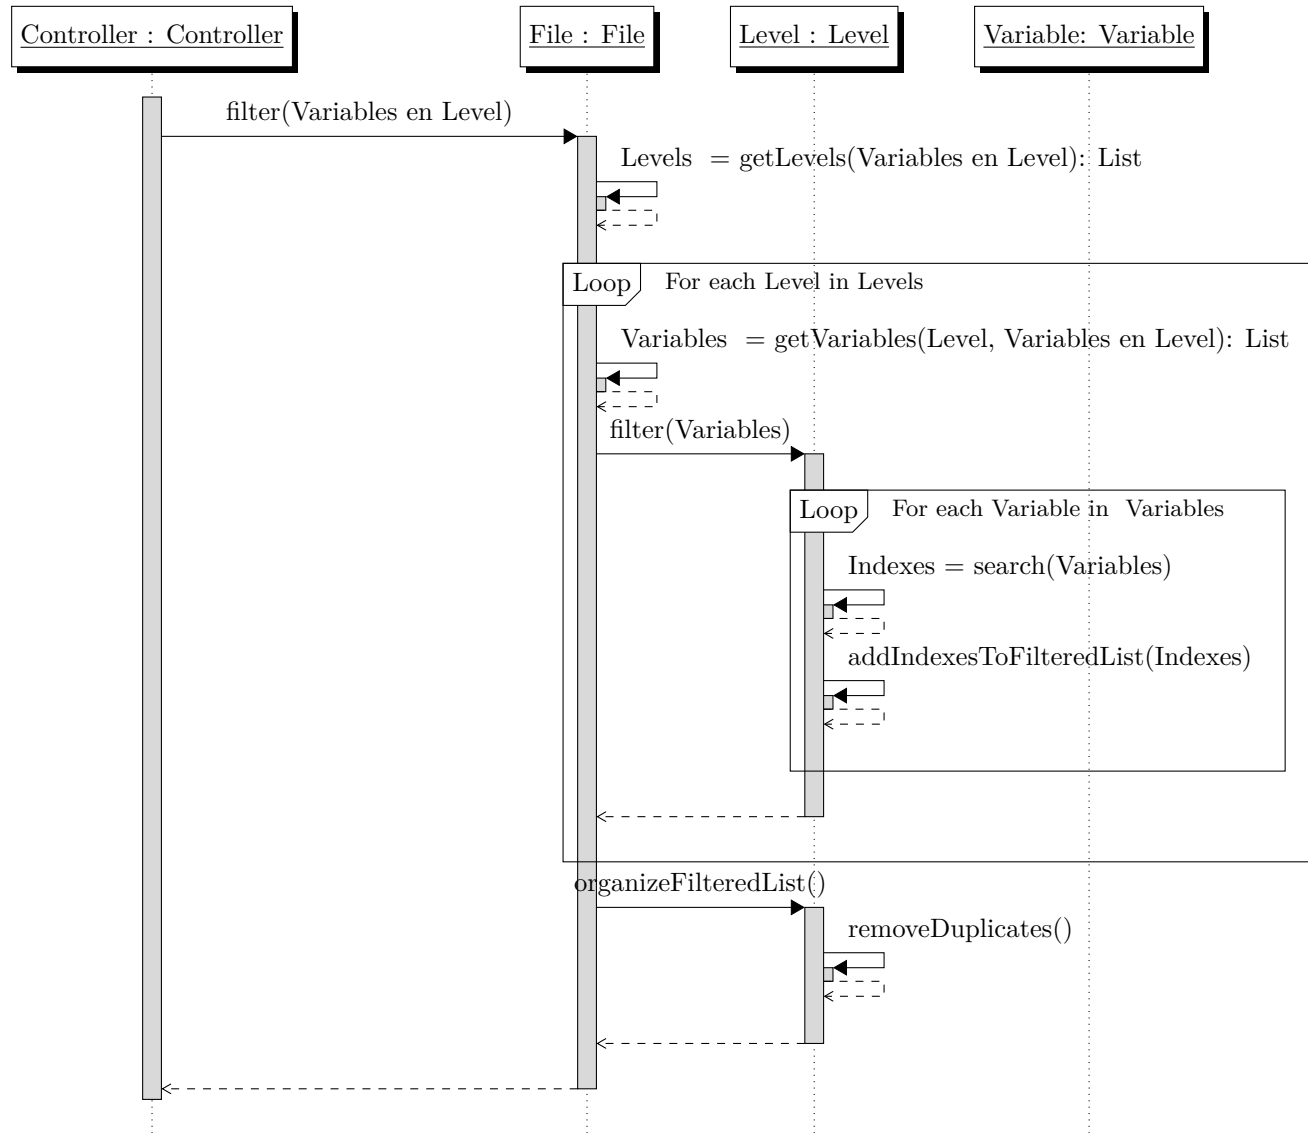 Controller : Controller
File : File
Level : Level
Variable: Variable
filter(Variables en Level)
Levels = getLevels(Variables en Level): List
Loop
For each Level in Levels
Variables = getVariables(Level, Variables en Level): List
filter(Variables)
Loop
For each Variable in Variables
Indexes = search(Variables)
addIndexesToFilteredList(Indexes)
organizeFilteredList()
removeDuplicates()